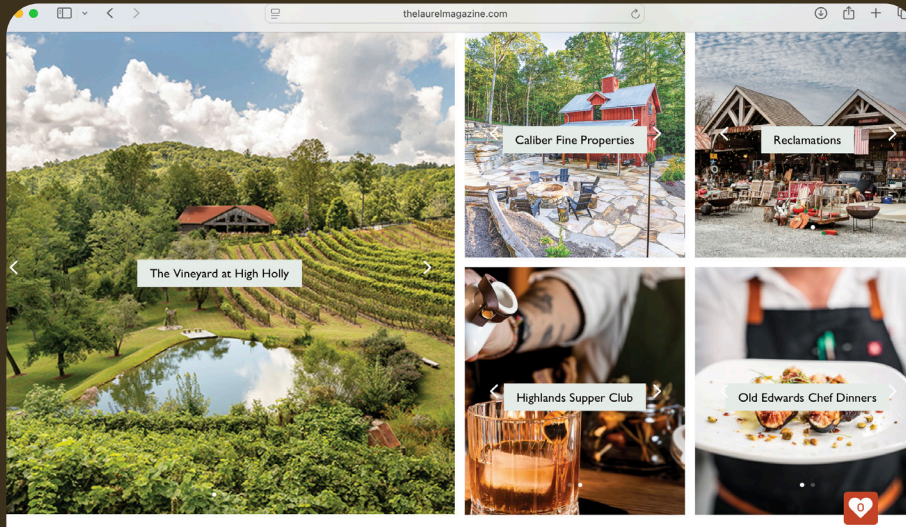 thelaurelmagazine.com
The Vineyard at High Holly
Caliber Fine Properties
Reclamations
Highlands Supper Club
Old Edwards Chef Dinners
0